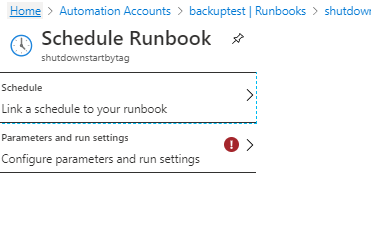 Home > Automation Accounts > backuptest | Runbooks > shutdown
Schedule Runbook
shutdownstartbytag
Schedule
Link a schedule to your runbook
Parameters and run settings
Configure parameters and run settings